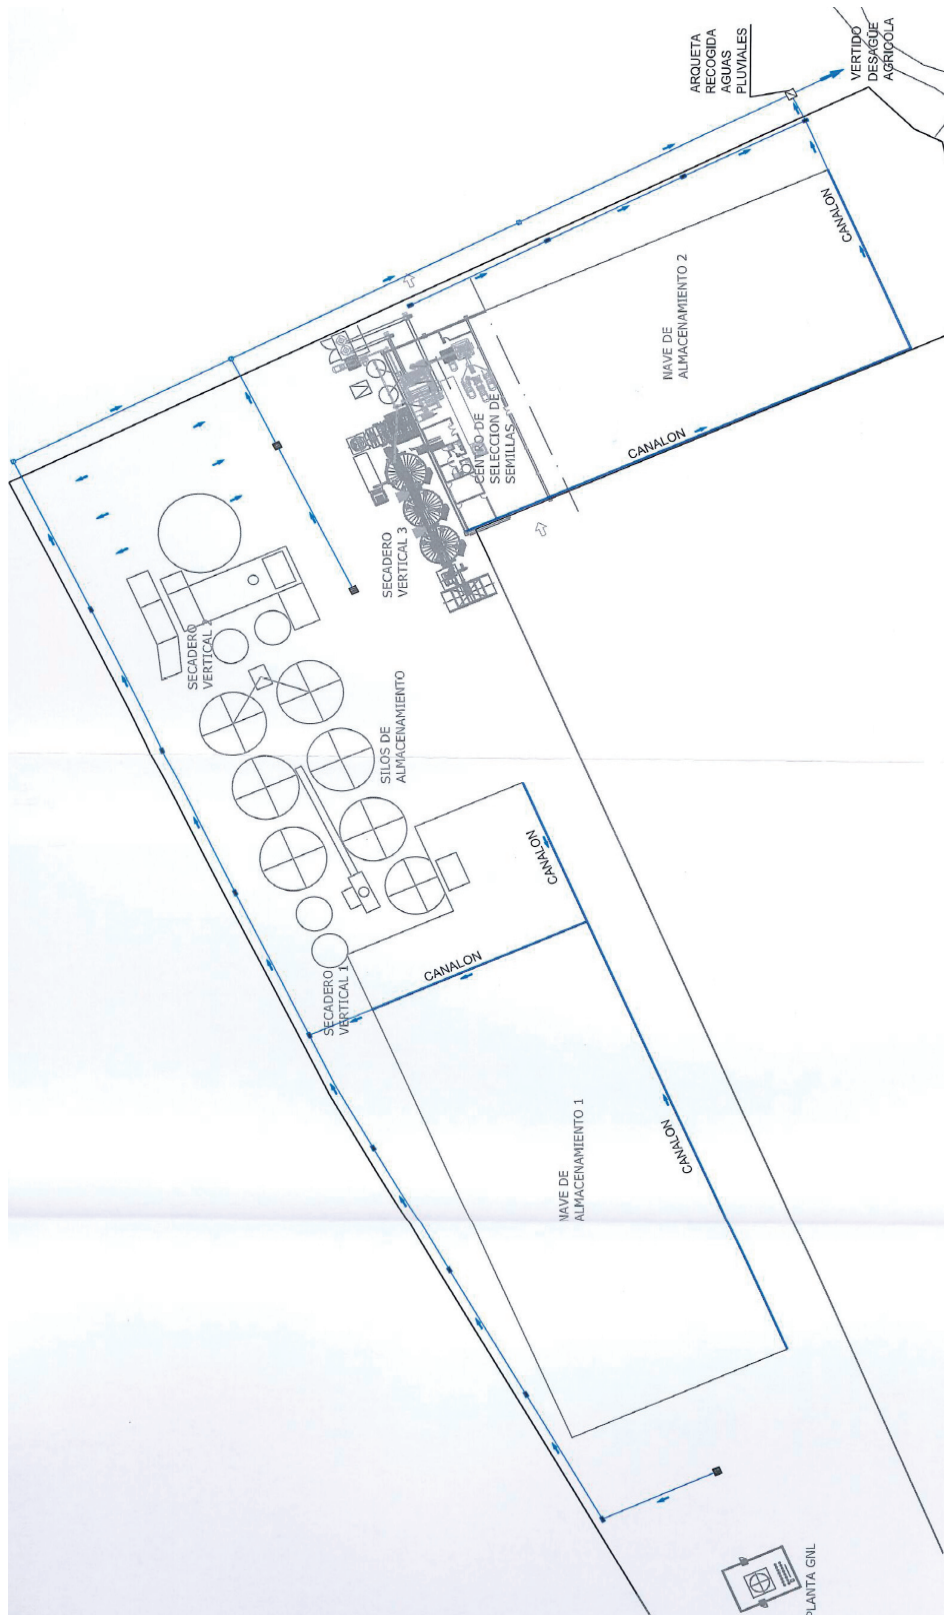 ARQUETA
RECOGIDA
AGUAS
PLUVIALES
VERTIDO
DESAGÜE
AGRICOLA
CANALON
NAVE DE
ALMACENAMIENTO 2
CENTRO DE
SELECCION DE
SEMILLAS
CANALON
SECADERO
VERTICAL 3
SECADERO
VERTICAL 2
SILOS DE
ALMACENAMIENTO
CANALON
CANALON
SECADERO
VERTICAL 1
CANALON
NAVE DE
ALMACENAMIENTO 1
PLANTA GNL